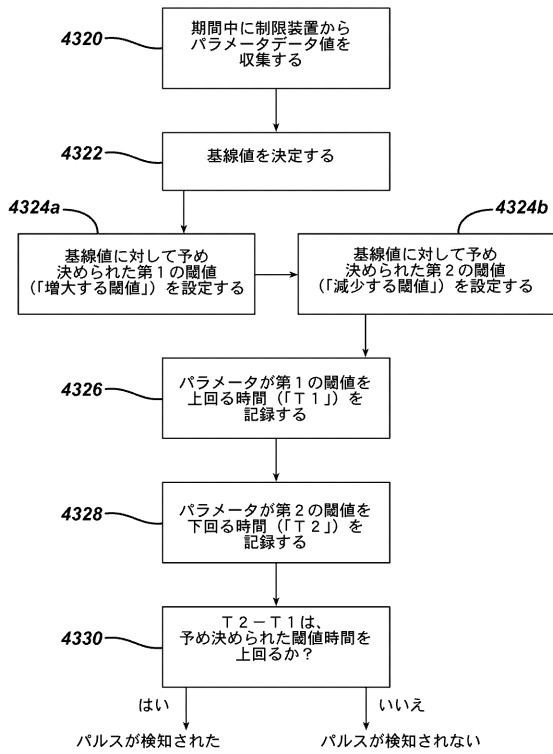 4320
期間中に制限装置から
パラメータデータ値を
収集する
4322
基線値を決定する
4324a
基線値に対して予め
決められた第１の閾値
（「増大する閾値」）を設定する
4324b
基線値に対して予め
決められた第２の閾値
（「減少する閾値」）を設定する
4326
パラメータが第１の閾値を
上回る時間（「Ｔ１」）を
記録する
4328
パラメータが第２の閾値を
下回る時間（「Ｔ２」）を
記録する
4330
Ｔ２－Ｔ１は、
予め決められた閾値時間を
上回るか？
はい
いいえ
パルスが検知された
パルスが検知されない